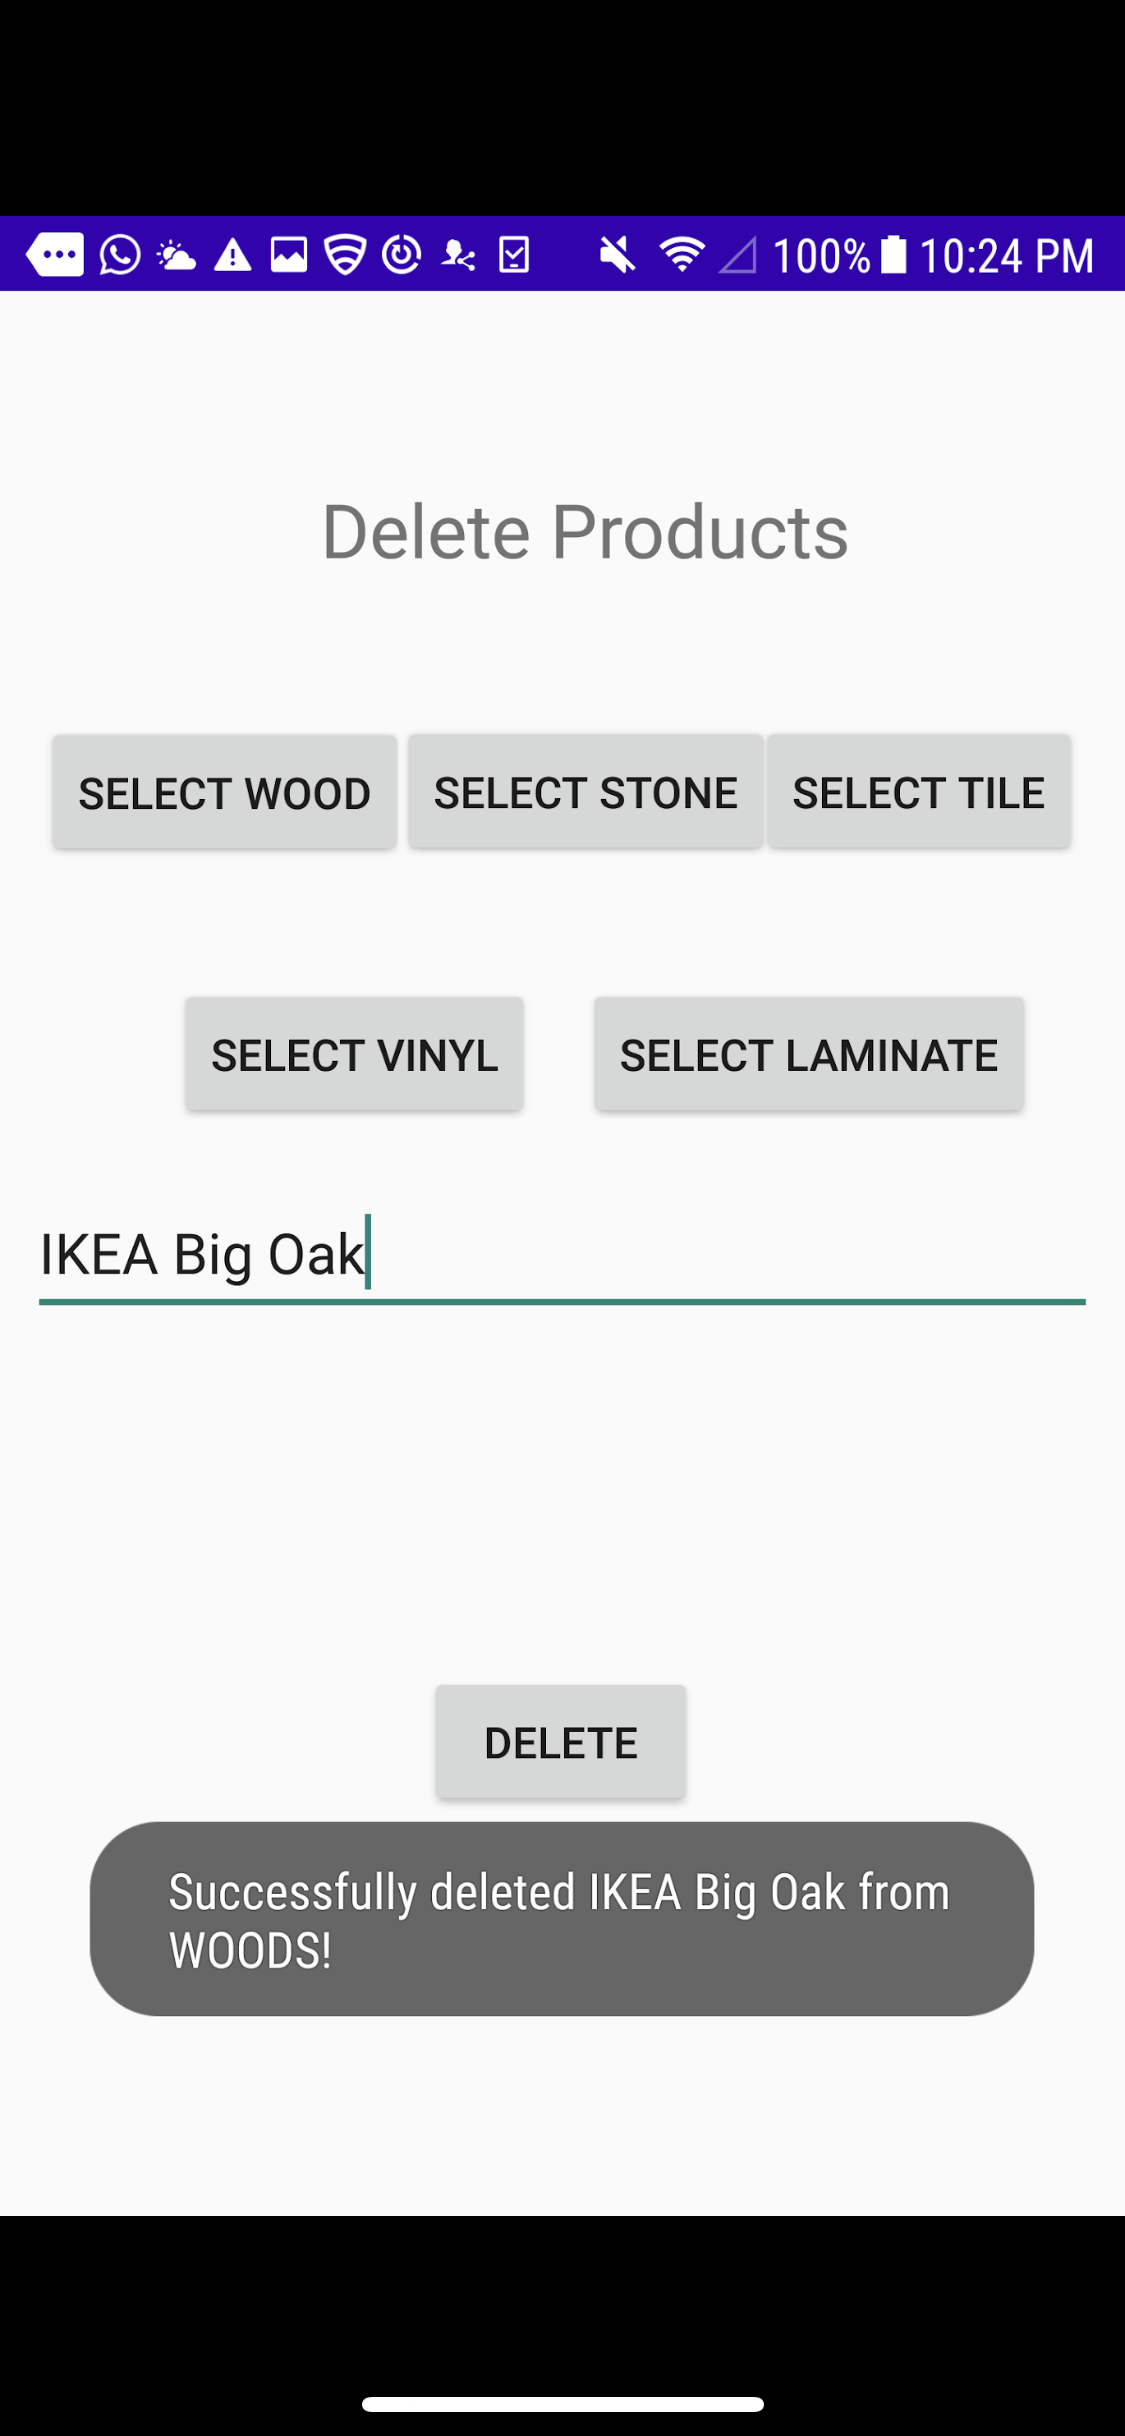 100% 10:24 PM
Delete Products
SELECT WOOD SELECT STONE SELECT TILE
SELECT VINYL SELECT LAMINATE
IKEA Big Oak
DELETE
Successfully deleted IKEA Big Oak from
WOODS!